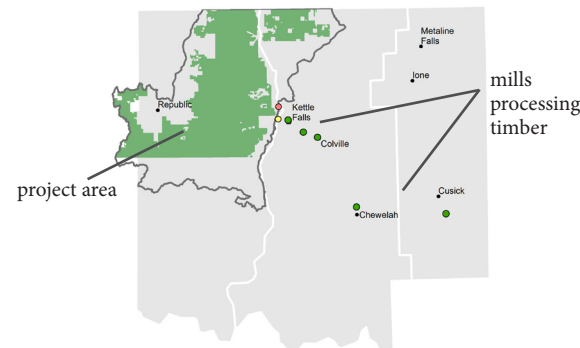 Metaline
Falls
Ione
mills
processing
timber
Republic
Kettle
Falls
Colville
project area
Cusick
Chewelah